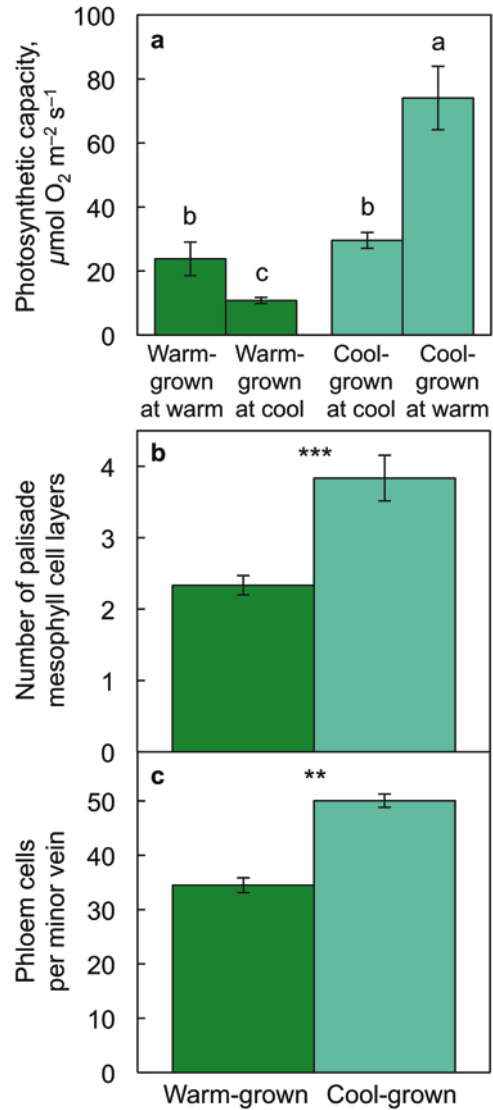 Photosynthetic capacity,
µmol O₂ m⁻² s⁻¹
100
80
60
40
20
0
a
b
c
b
a
Warm-grown at warm
Warm-grown at cool
Cool-grown at cool
Cool-grown at warm
Number of palisade
mesophyll cell layers
4
3
2
1
0
b
***
Phloem cells
per minor vein
50
40
30
20
10
0
c
**
Warm-grown
Cool-grown